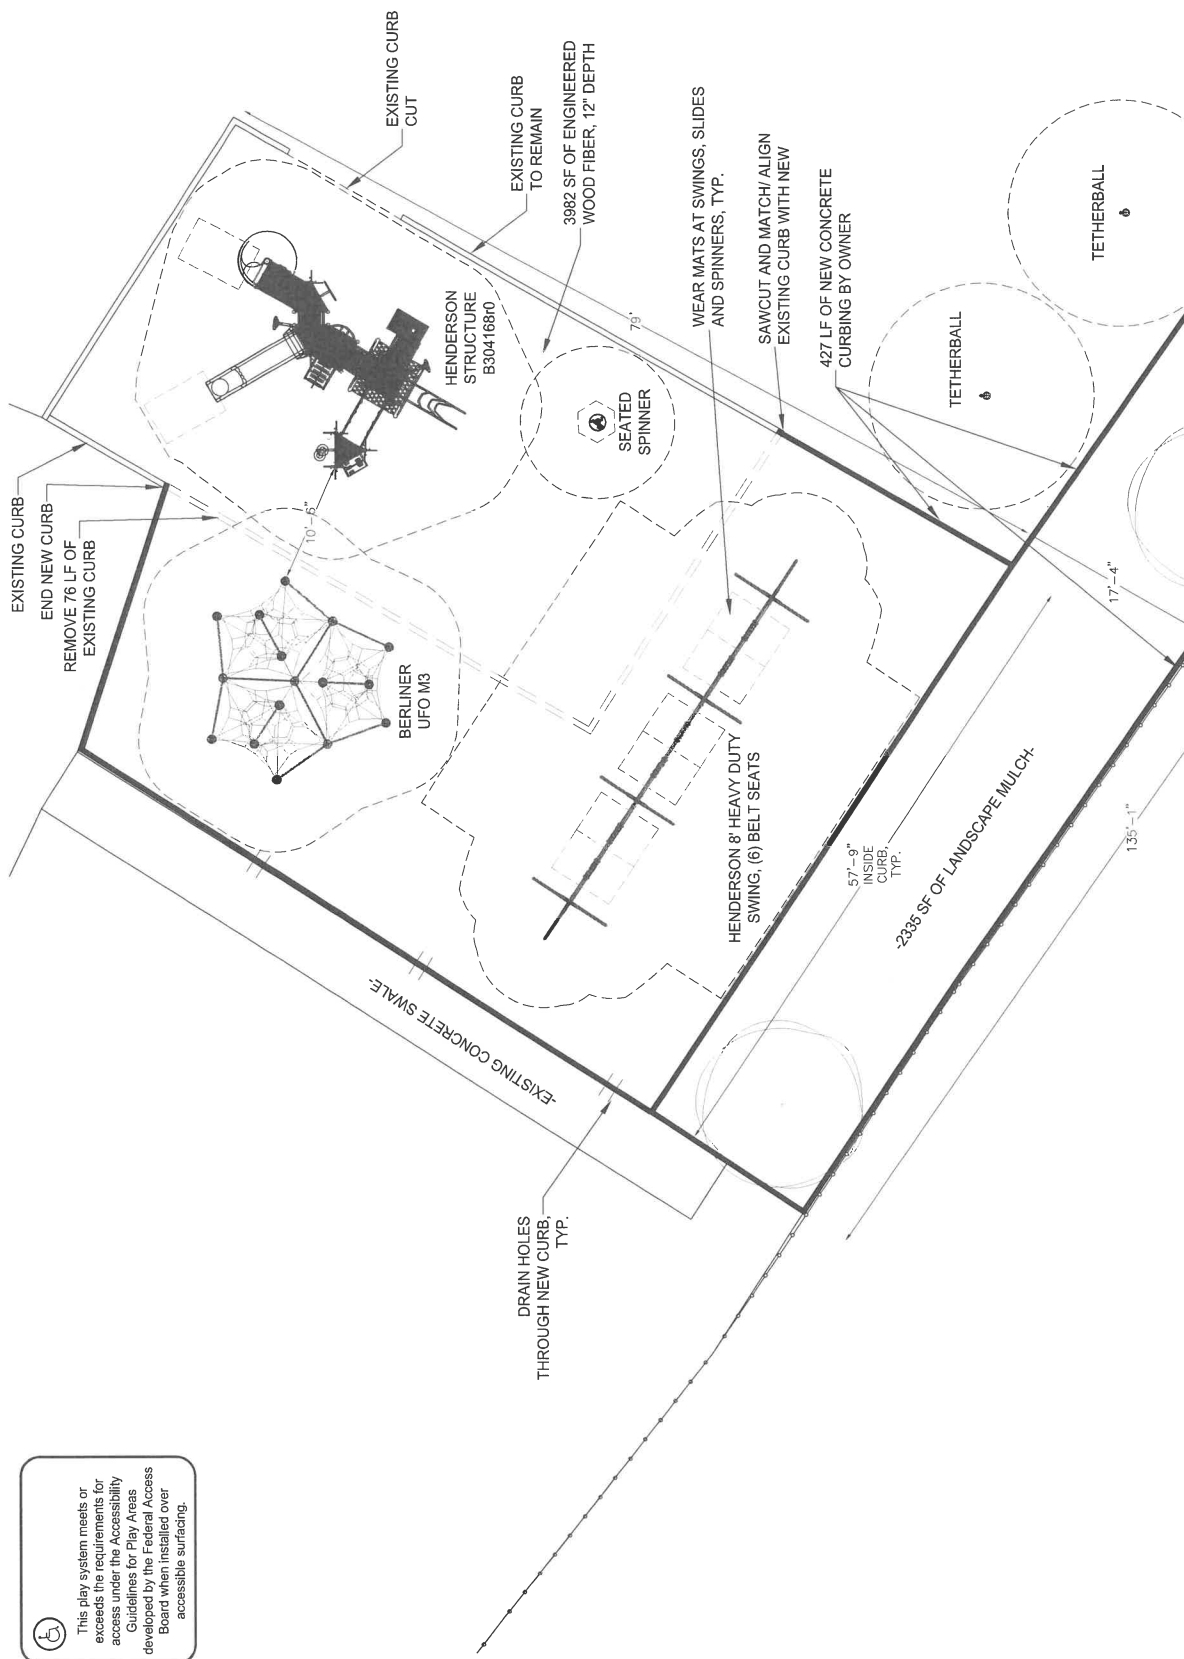 EXISTING CURB
END NEW CURB
REMOVE 76 LF OF
EXISTING CURB
EXISTING CURB
CUT
EXISTING CURB
TO REMAIN
3982 SF OF ENGINEERED
WOOD FIBER, 12" DEPTH
WEAR MATS AT SWINGS, SLIDES
AND SPINNERS, TYP.
SAWCUT AND MATCH/ ALIGN
EXISTING CURB WITH NEW
427 LF OF NEW CONCRETE
CURBING BY OWNER
TETHERBALL
TETHERBALL
HENDERSON
STRUCTURE
B304168r0
79'
SEATED
SPINNER
10'-6"
BERLINER
UFO M3
HENDERSON 8' HEAVY DUTY
SWING, (6) BELT SEATS
17'-4"
57'-9"
INSIDE
CURB,
TYP.
-2335 SF OF LANDSCAPE MULCH-
135'-1"
-EXISTING CONCRETE SWALE-
DRAIN HOLES
THROUGH NEW CURB,
TYP.
This play system meets or
exceeds the requirements for
access under the Accessibility
Guidelines for Play Areas
developed by the Federal Access
Board when installed over
accessible surfacing.